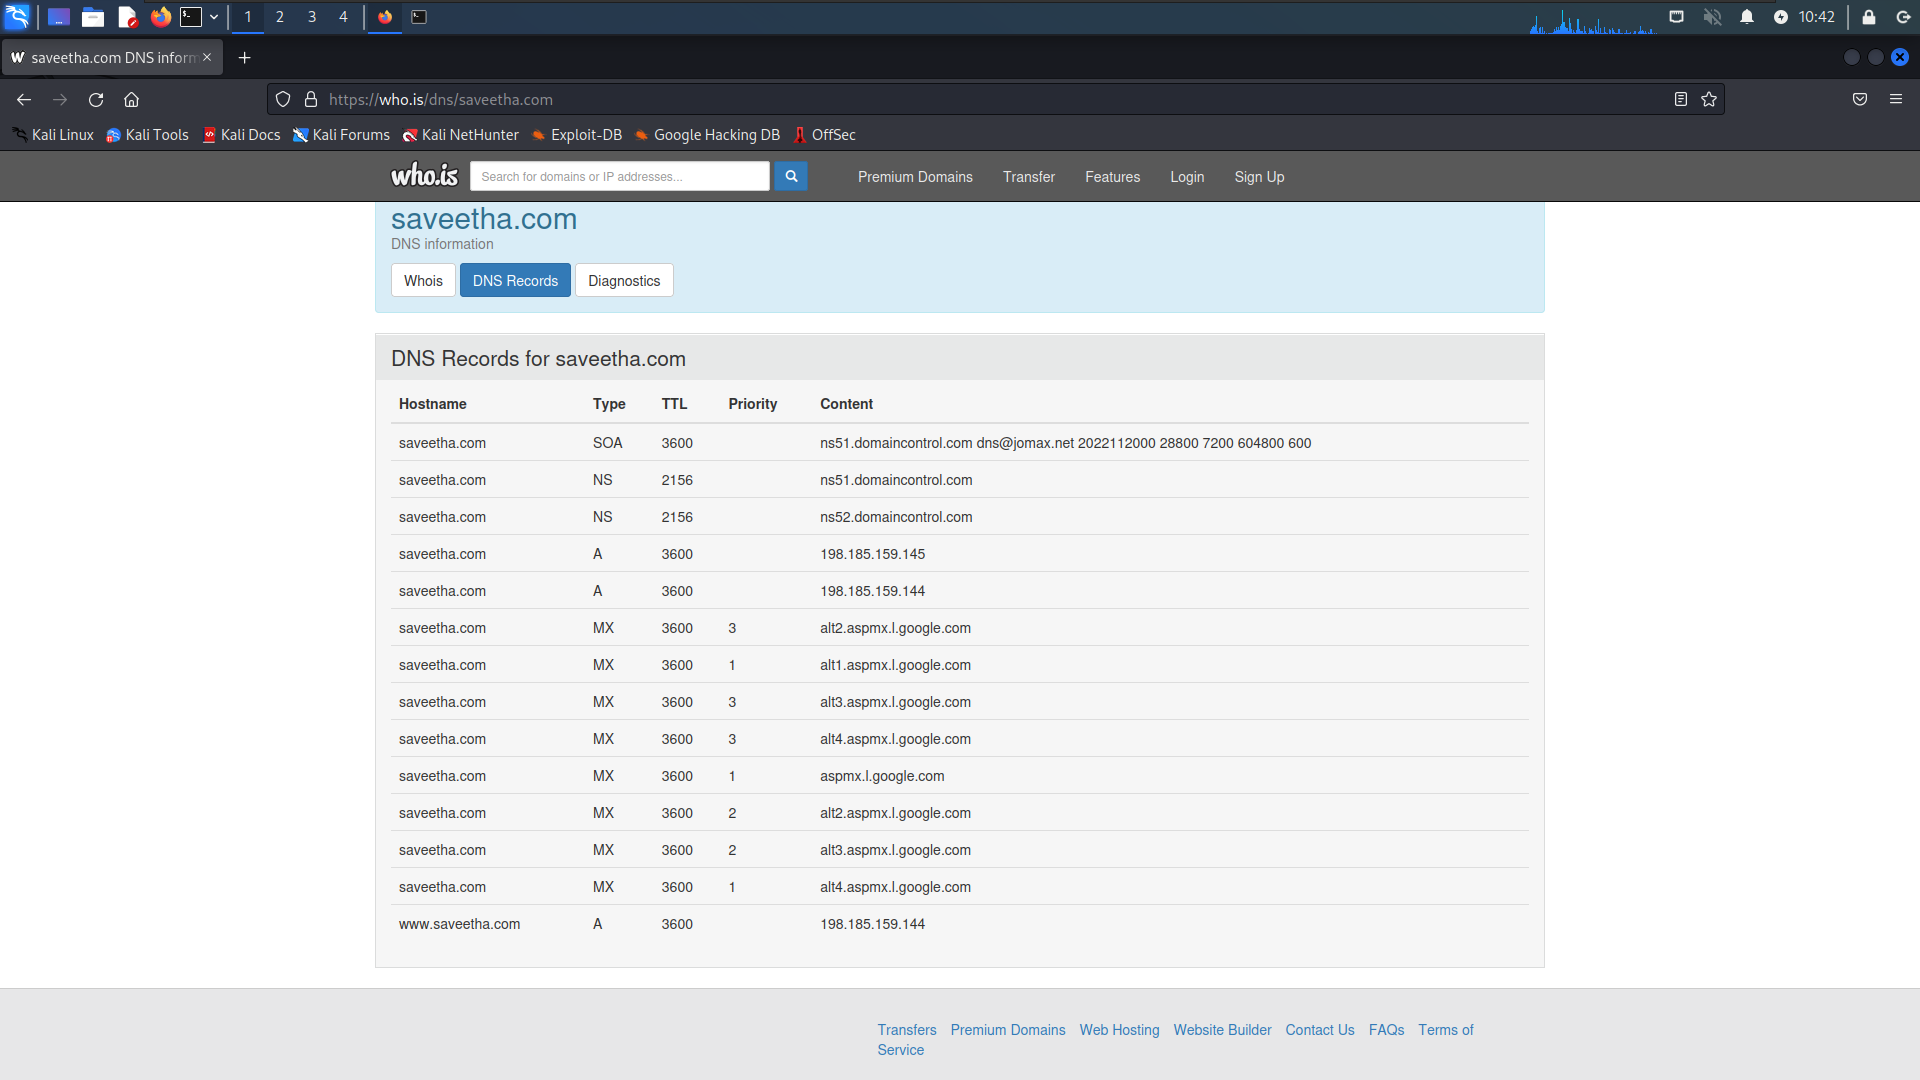 1 2 3 4 10:42
W saveetha.com DNS inform
https://who.is/dns/saveetha.com
Kali Linux Kali Tools Kali Docs Kali Forums Kali NetHunter Exploit-DB Google Hacking DB OffSec
who.is Search for domains or IP addresses... Premium Domains Transfer Features Login Sign Up
saveetha.com
DNS information
Whois DNS Records Diagnostics
DNS Records for saveetha.com
Hostname Type TTL Priority Content
saveetha.com SOA 3600 ns51.domaincontrol.com dns@jomax.net 2022112000 28800 7200 604800 600
saveetha.com NS 2156 ns51.domaincontrol.com
saveetha.com NS 2156 ns52.domaincontrol.com
saveetha.com A 3600 198.185.159.145
saveetha.com A 3600 198.185.159.144
saveetha.com MX 3600 3 alt2.aspmx.l.google.com
saveetha.com MX 3600 1 alt1.aspmx.l.google.com
saveetha.com MX 3600 3 alt3.aspmx.l.google.com
saveetha.com MX 3600 3 alt4.aspmx.l.google.com
saveetha.com MX 3600 1 aspmx.l.google.com
saveetha.com MX 3600 2 alt2.aspmx.l.google.com
saveetha.com MX 3600 2 alt3.aspmx.l.google.com
saveetha.com MX 3600 1 alt4.aspmx.l.google.com
www.saveetha.com A 3600 198.185.159.144
Transfers Premium Domains Web Hosting Website Builder Contact Us FAQs Terms of
Service